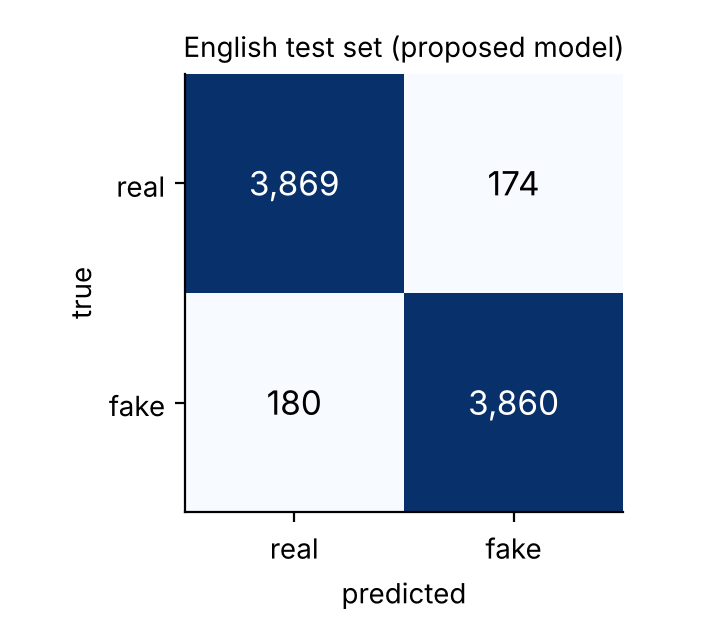 English test set (proposed model)
real
3,869
174
true
fake
180
3,860
real
fake
predicted